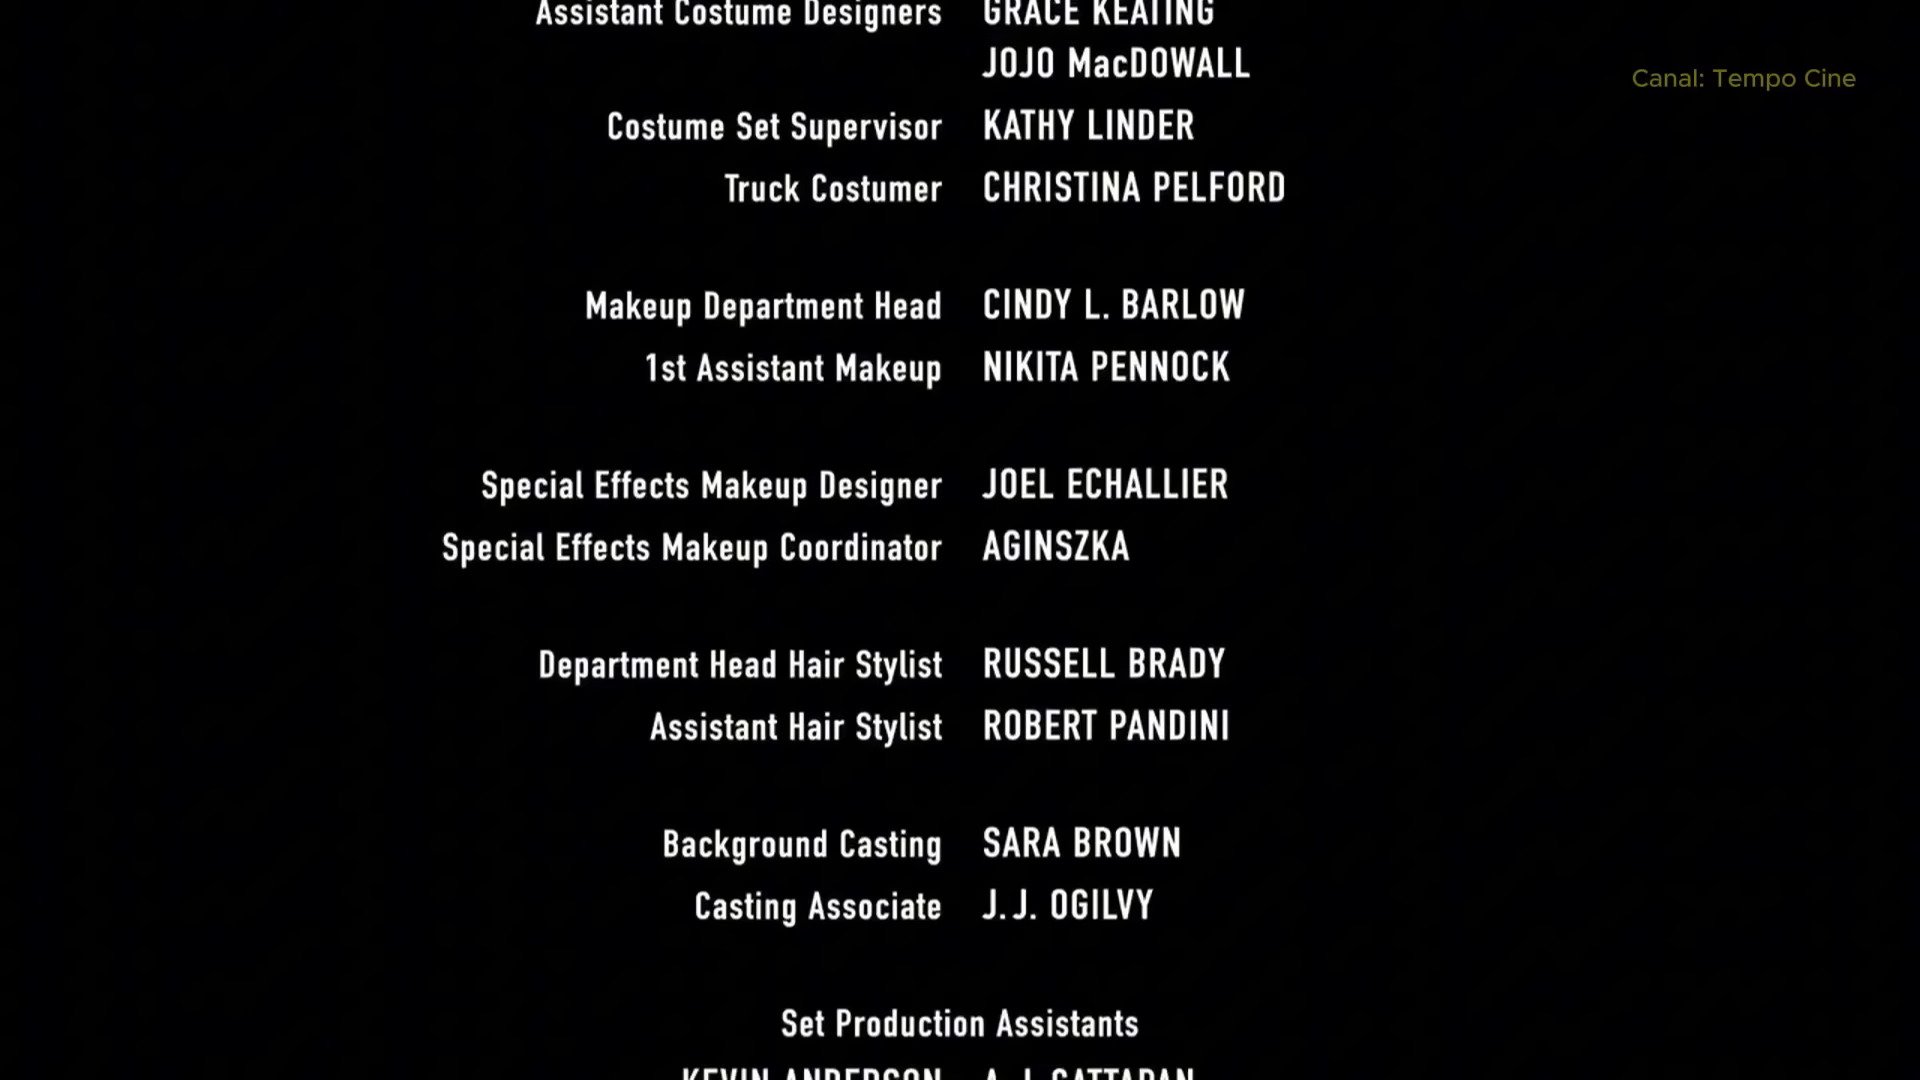 Assistant Costume Designers GRACE KEATING
JOJO MacDOWALL
Canal: Tempo Cine
Costume Set Supervisor KATHY LINDER
Truck Costumer CHRISTINA PELFORD
Makeup Department Head CINDY L. BARLOW
1st Assistant Makeup NIKITA PENNOCK
Special Effects Makeup Designer JOEL ECHALLIER
Special Effects Makeup Coordinator AGINSZKA
Department Head Hair Stylist RUSSELL BRADY
Assistant Hair Stylist ROBERT PANDINI
Background Casting SARA BROWN
Casting Associate J. J. OGILVY
Set Production Assistants
KEVIN ANDERSON